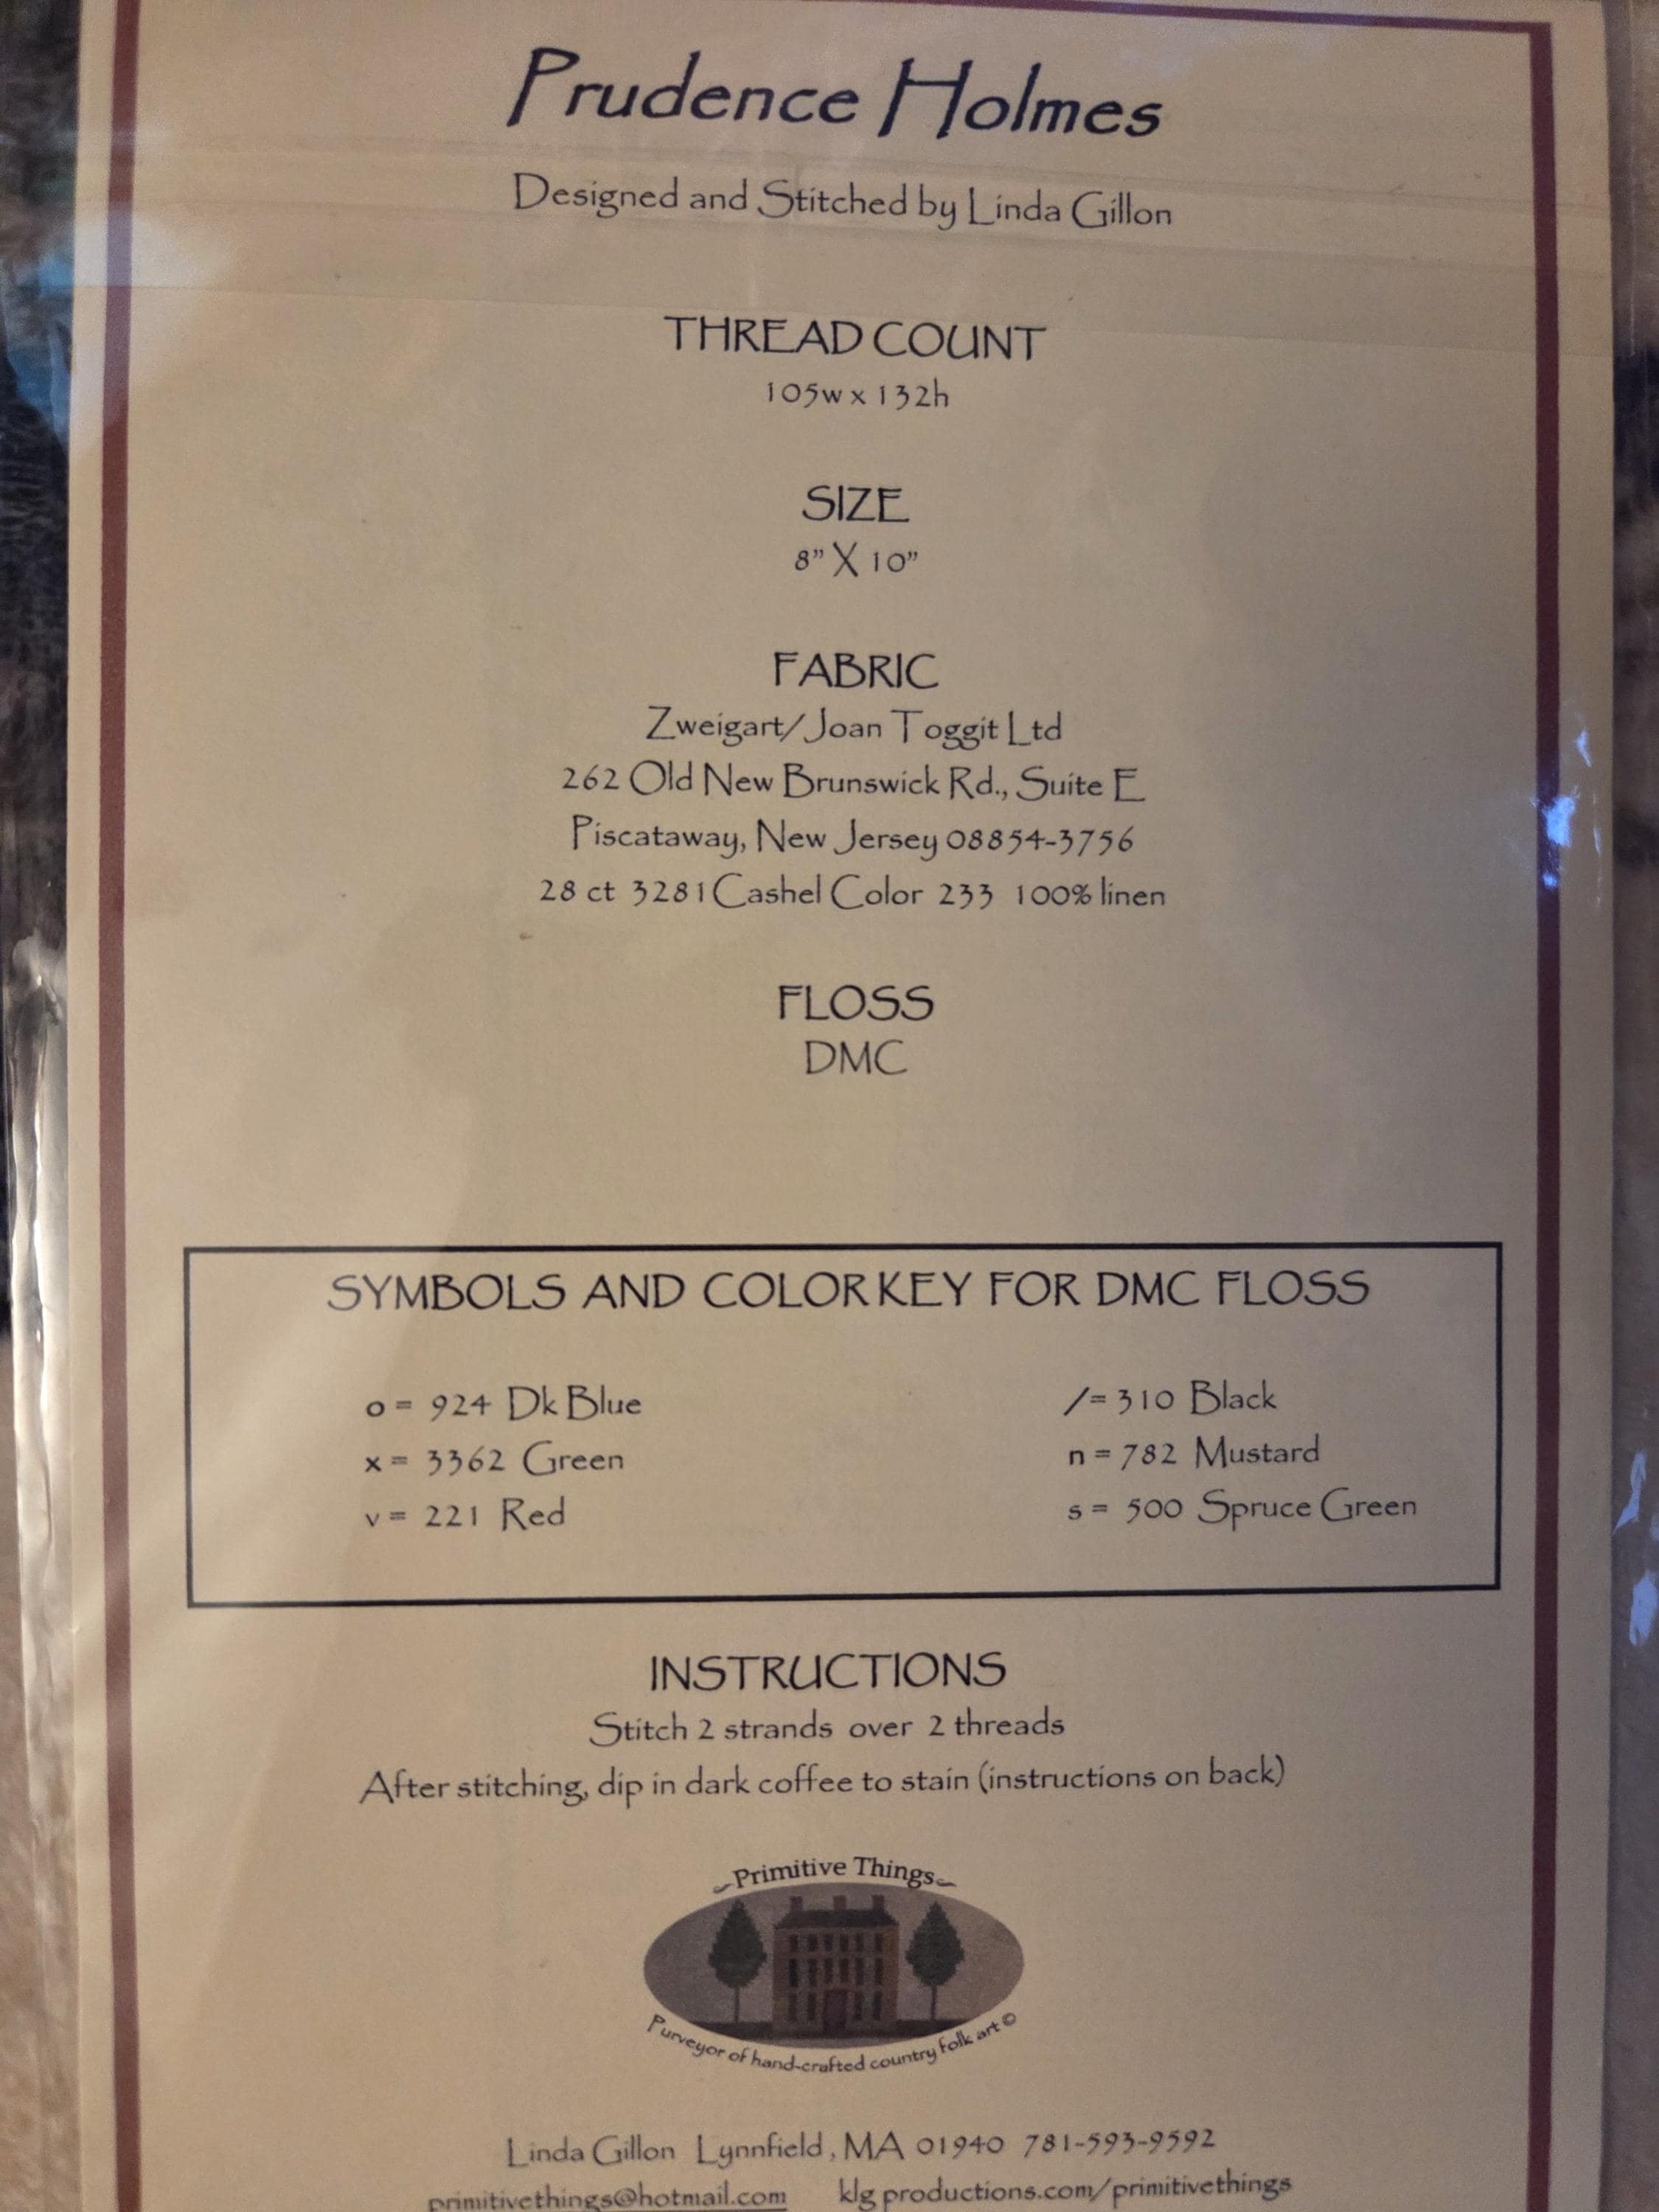 Prudence Holmes
Designed and Stitched by Linda Gillon
THREAD COUNT
105w x 132h
SIZE
8” X 10”
FABRIC
Zweigart/Joan Toggit Ltd
262 Old New Brunswick Rd., Suite E
Piscataway, New Jersey 08854-3756
28 ct 3281 Cashel Color 233 100% linen
FLOSS
DMC
SYMBOLS AND COLOR KEY FOR DMC FLOSS
o = 924 Dk Blue
x = 3362 Green
v = 221 Red
/ = 310 Black
n = 782 Mustard
s = 500 Spruce Green
INSTRUCTIONS
Stitch 2 strands over 2 threads
After stitching, dip in dark coffee to stain (instructions on back)
Primitive Things
Purveyor of hand-crafted country folk art ©
Linda Gillon Lynnfield, MA 01940 781-593-9592
primitivethings@hotmail.com klg productions.com/primitivethings